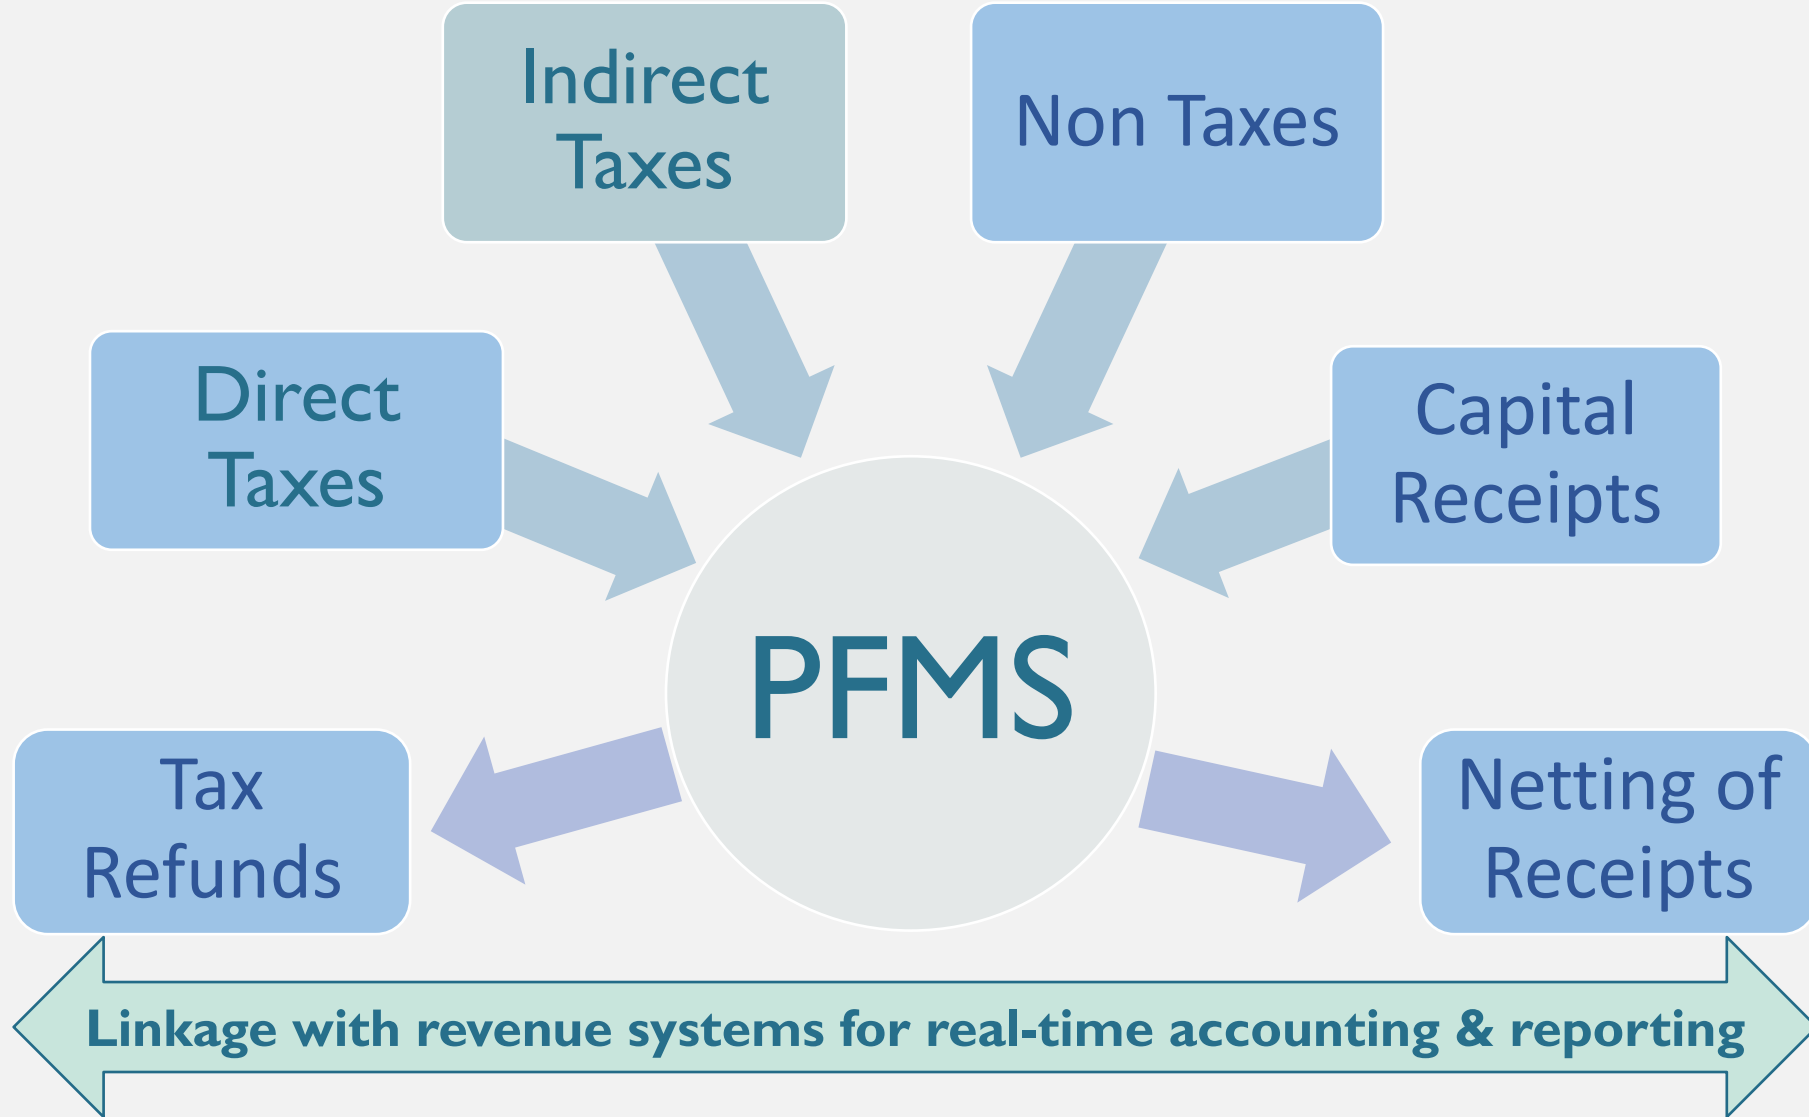 Indirect
Taxes
Non Taxes
Direct
Taxes
Capital
Receipts
PFMS
Tax
Refunds
Netting of
Receipts
Linkage with revenue systems for real-time accounting & reporting